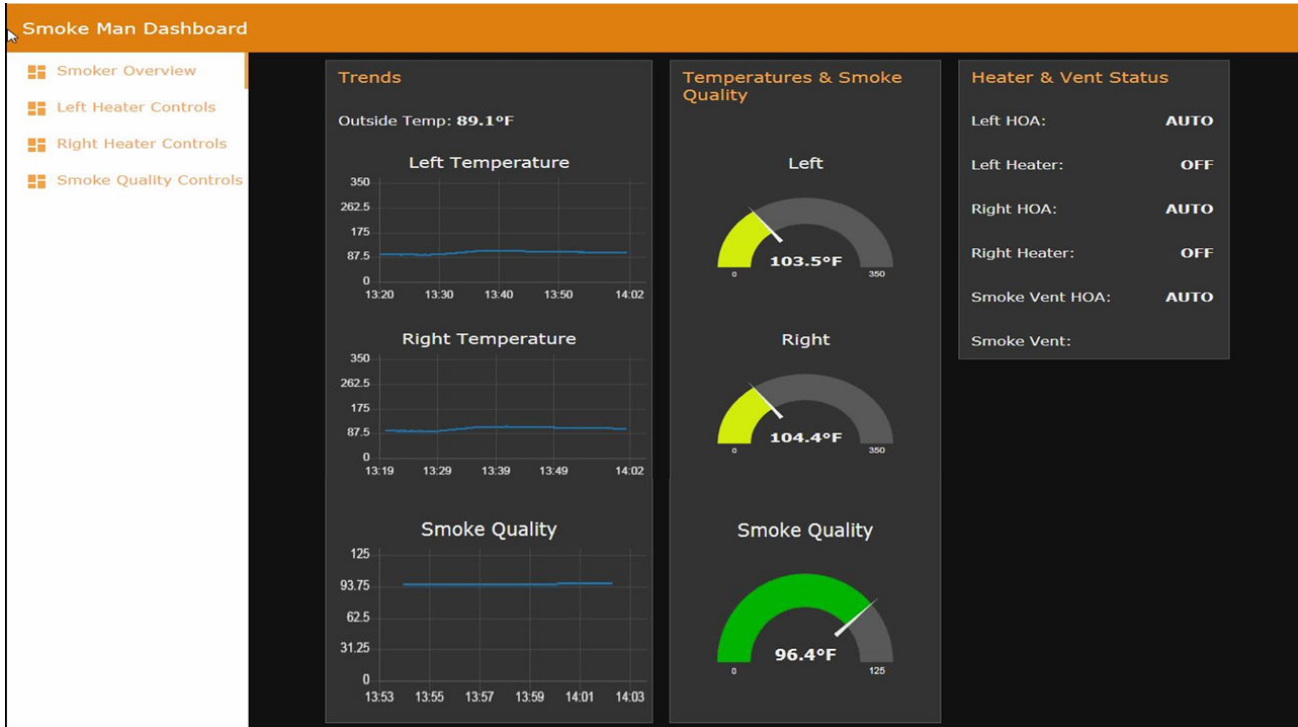 Smoke Man Dashboard
Smoker Overview
Left Heater Controls
Right Heater Controls
Smoke Quality Controls
Trends
Outside Temp: 89.1ºF
Left Temperature
350
262.5
175
87.5
0
13:20 13:30 13:40 13:50 14:02
Right Temperature
350
262.5
175
87.5
0
13:19 13:29 13:39 13:49 14:02
Smoke Quality
125
93.75
62.5
31.25
0
13:53 13:55 13:57 13:59 14:01 14:03
Temperatures & Smoke
Quality
Left
103.5ºF
0 350
Right
104.4ºF
0 350
Smoke Quality
96.4ºF
0 125
Heater & Vent Status
Left HOA: AUTO
Left Heater: OFF
Right HOA: AUTO
Right Heater: OFF
Smoke Vent HOA: AUTO
Smoke Vent: